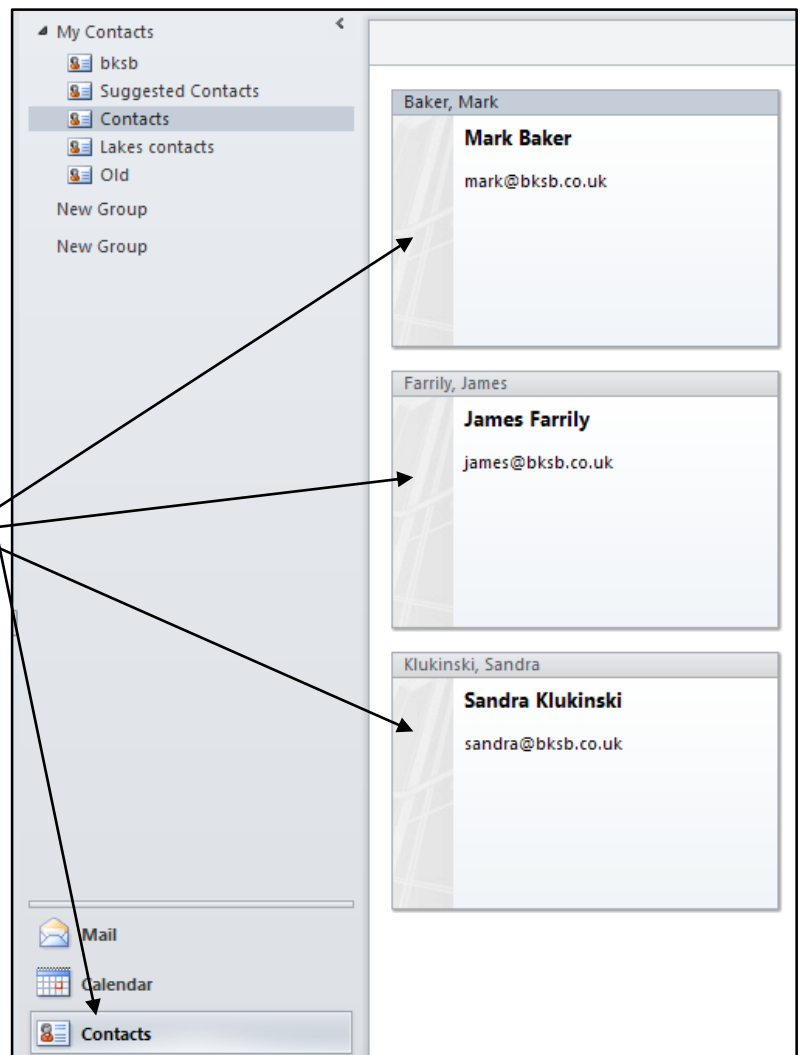 My Contacts
bksb
Suggested Contacts
Contacts
Lakes contacts
Old
New Group
New Group
Mail
Calendar
Contacts
Baker, Mark
Mark Baker
mark@bksb.co.uk
Farrily, James
James Farrily
james@bksb.co.uk
Klukinski, Sandra
Sandra Klukinski
sandra@bksb.co.uk